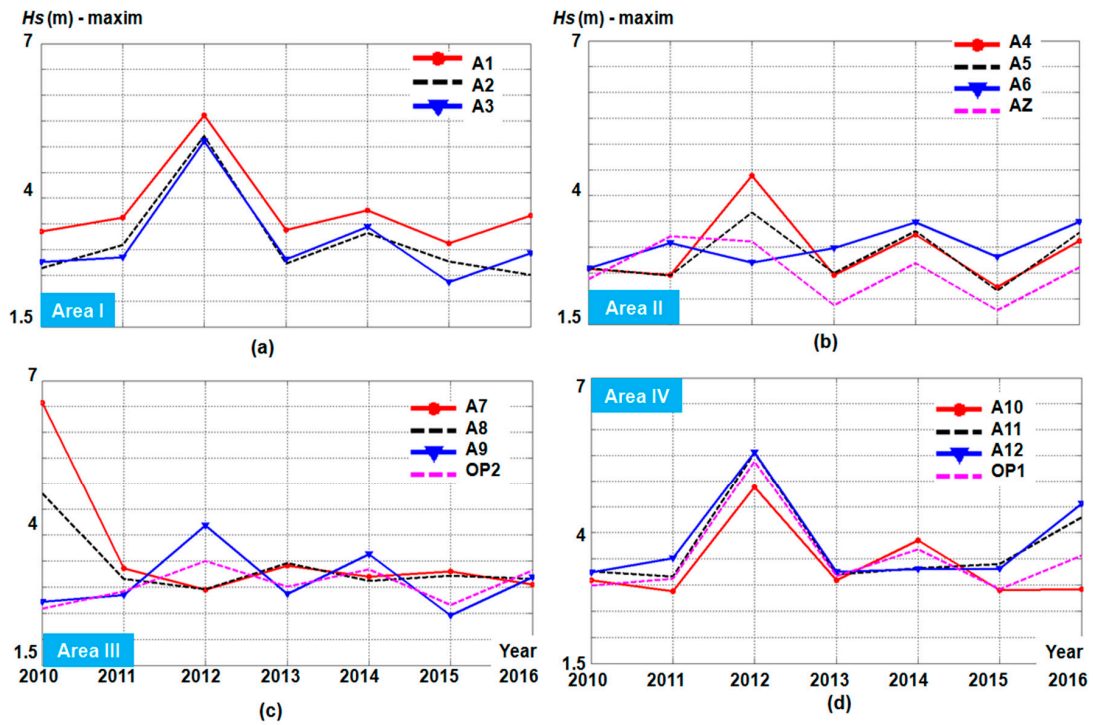 Hs (m) - maxim
7
4
1.5
A1
A2
A3
Area I
(a)
Hs (m) - maxim
7
4
1.5
A4
A5
A6
AZ
Area II
(b)
7
4
1.5
A7
A8
A9
OP2
Area III
Year
2010 2011 2012 2013 2014 2015 2016
(c)
7
4
1.5
Area IV
A10
A11
A12
OP1
Year
2010 2011 2012 2013 2014 2015 2016
(d)